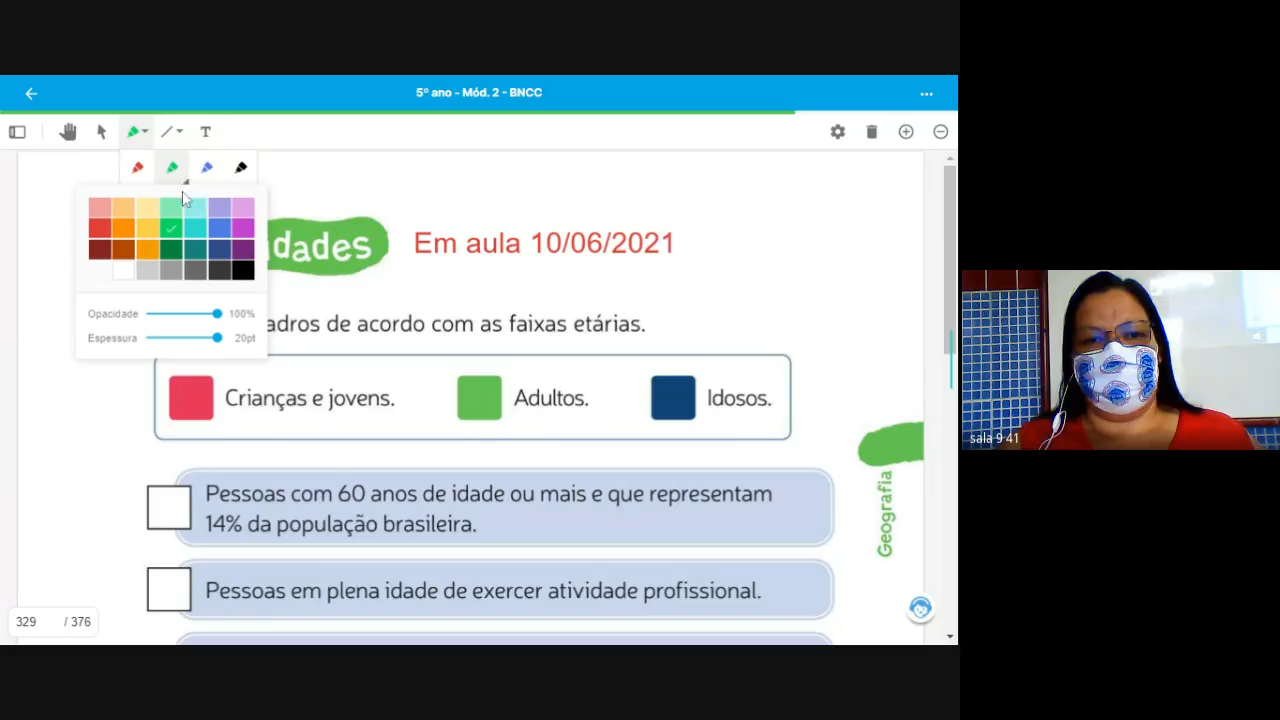 5º ano - Mód. 2 - BNCC
T
idades
Em aula 10/06/2021
Opacidade 100%
Espessura 20pt
adros de acordo com as faixas etárias.
Crianças e jovens. Adultos. Idosos.
Pessoas com 60 anos de idade ou mais e que representam
14% da população brasileira.
Pessoas em plena idade de exercer atividade profissional.
Geografia
329 / 376
sala 9 41